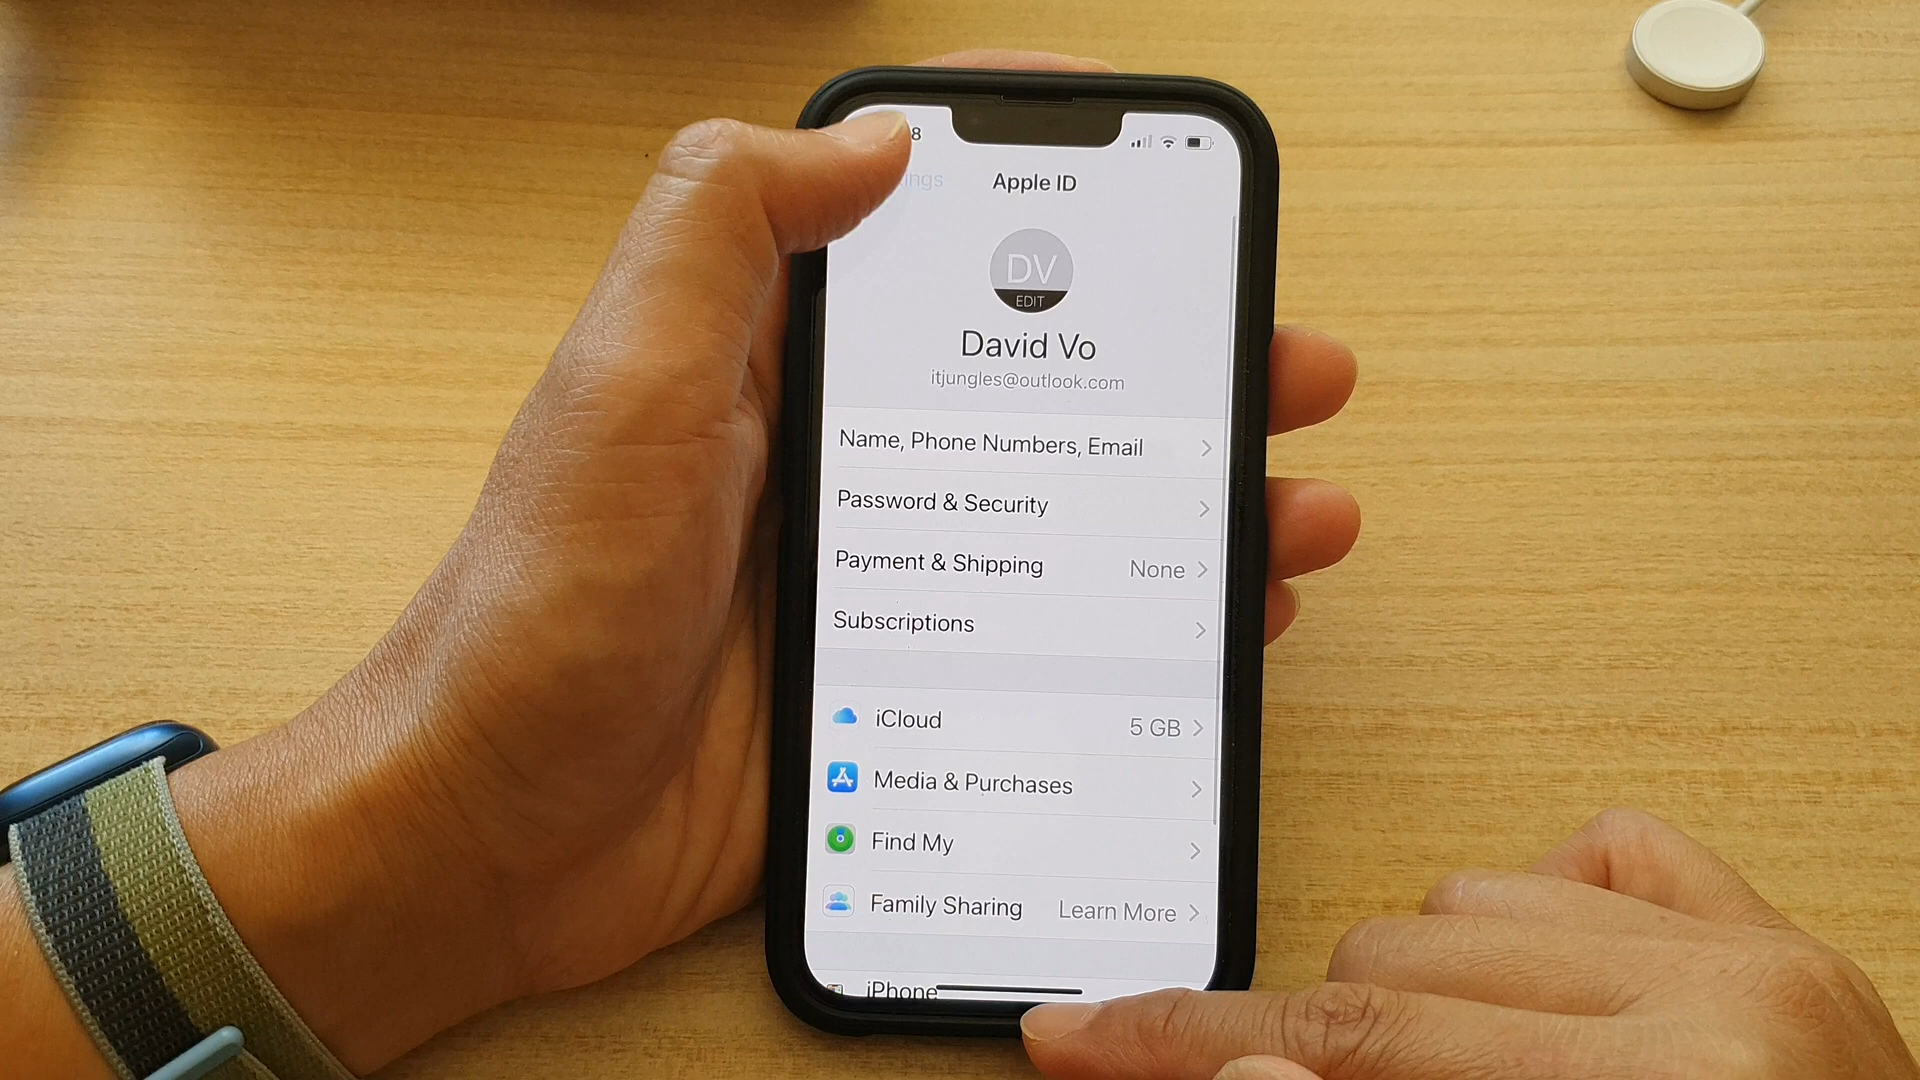 8
Apple ID
DV
EDIT
David Vo
itjungles@outlook.com
Name, Phone Numbers, Email
Password & Security
Payment & Shipping None
Subscriptions
iCloud 5 GB
Media & Purchases
Find My
Family Sharing Learn More
iPhone